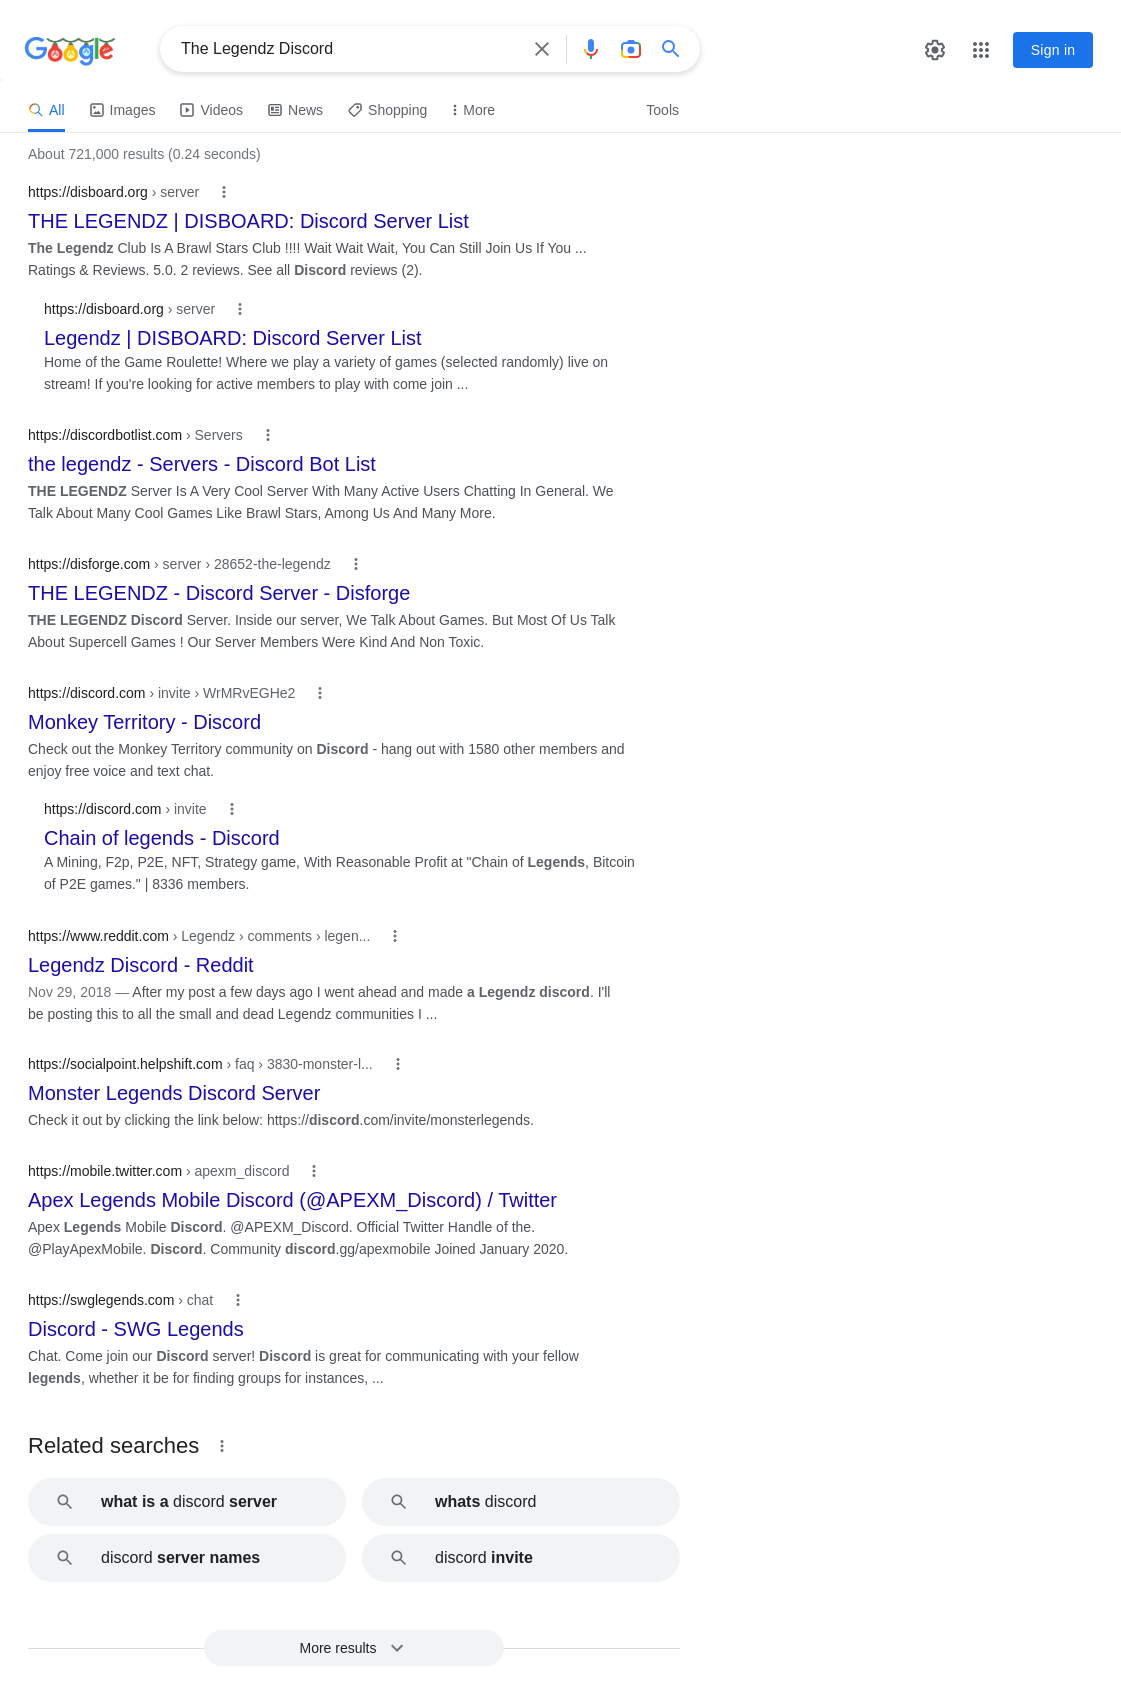 Google
The Legendz Discord
Sign in
All Images Videos News Shopping More Tools
About 721,000 results (0.24 seconds)
https://disboard.org › server
THE LEGENDZ | DISBOARD: Discord Server List
The Legendz Club Is A Brawl Stars Club !!!! Wait Wait Wait, You Can Still Join Us If You ...
Ratings & Reviews. 5.0. 2 reviews. See all Discord reviews (2).
https://disboard.org › server
Legendz | DISBOARD: Discord Server List
Home of the Game Roulette! Where we play a variety of games (selected randomly) live on
stream! If you're looking for active members to play with come join ...
https://discordbotlist.com › Servers
the legendz - Servers - Discord Bot List
THE LEGENDZ Server Is A Very Cool Server With Many Active Users Chatting In General. We
Talk About Many Cool Games Like Brawl Stars, Among Us And Many More.
https://disforge.com › server › 28652-the-legendz
THE LEGENDZ - Discord Server - Disforge
THE LEGENDZ Discord Server. Inside our server, We Talk About Games. But Most Of Us Talk
About Supercell Games ! Our Server Members Were Kind And Non Toxic.
https://discord.com › invite › WrMRvEGHe2
Monkey Territory - Discord
Check out the Monkey Territory community on Discord - hang out with 1580 other members and
enjoy free voice and text chat.
https://discord.com › invite
Chain of legends - Discord
A Mining, F2p, P2E, NFT, Strategy game, With Reasonable Profit at "Chain of Legends, Bitcoin
of P2E games." | 8336 members.
https://www.reddit.com › Legendz › comments › legen...
Legendz Discord - Reddit
Nov 29, 2018 — After my post a few days ago I went ahead and made a Legendz discord. I'll
be posting this to all the small and dead Legendz communities I ...
https://socialpoint.helpshift.com › faq › 3830-monster-l...
Monster Legends Discord Server
Check it out by clicking the link below: https://discord.com/invite/monsterlegends.
https://mobile.twitter.com › apexm_discord
Apex Legends Mobile Discord (@APEXM_Discord) / Twitter
Apex Legends Mobile Discord. @APEXM_Discord. Official Twitter Handle of the.
@PlayApexMobile. Discord. Community discord.gg/apexmobile Joined January 2020.
https://swglegends.com › chat
Discord - SWG Legends
Chat. Come join our Discord server! Discord is great for communicating with your fellow
legends, whether it be for finding groups for instances, ...
Related searches
what is a discord server
whats discord
discord server names
discord invite
More results